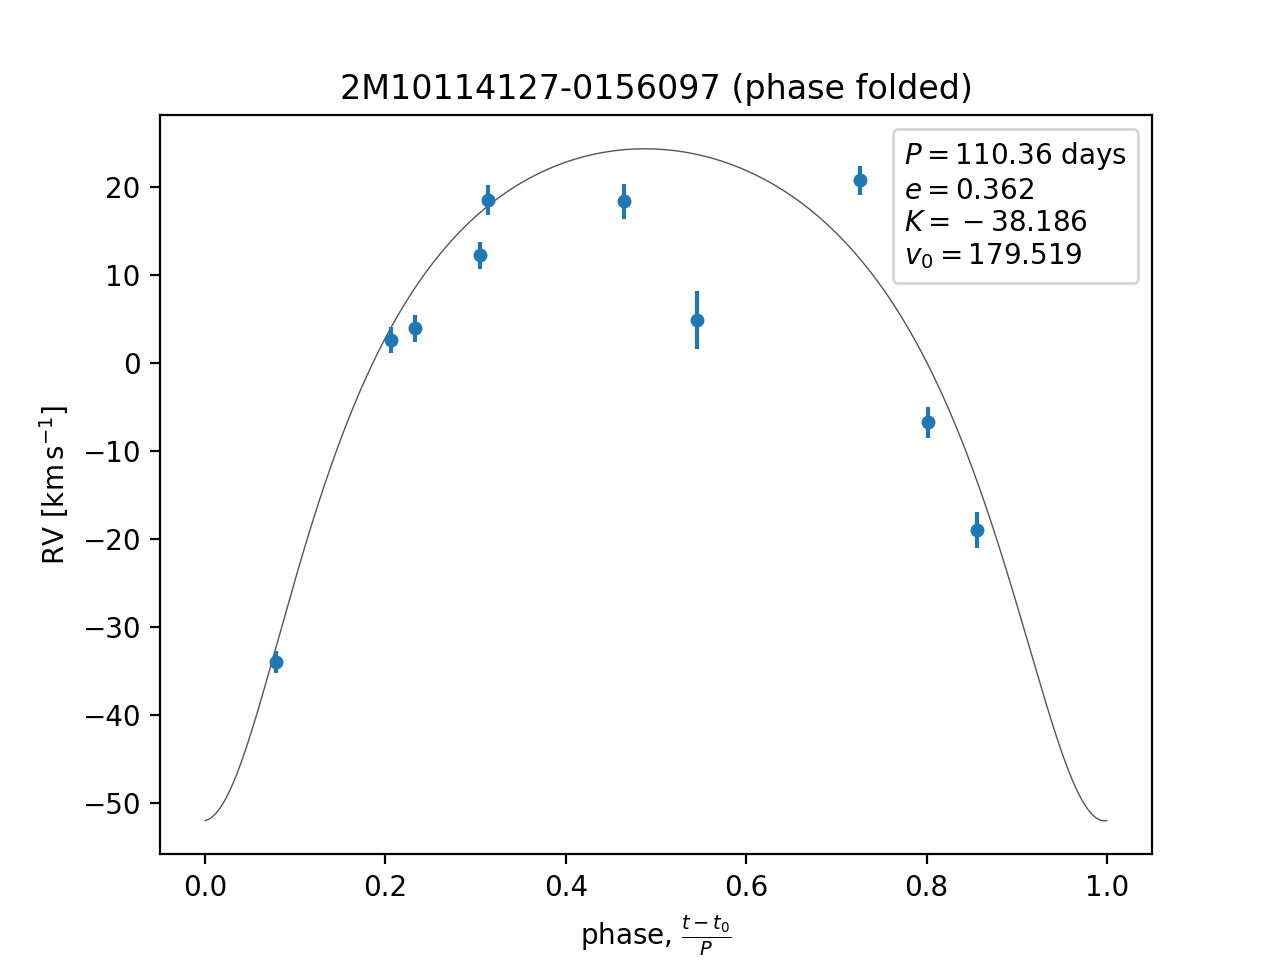 2M10114127-0156097 (phase folded)
P = 110.36 days
e = 0.362
K = −38.186
v₀ = 179.519
20
10
0
−10
−20
−30
−40
−50
RV [km s⁻¹]
0.0 0.2 0.4 0.6 0.8 1.0
phase, (t − t₀)/P